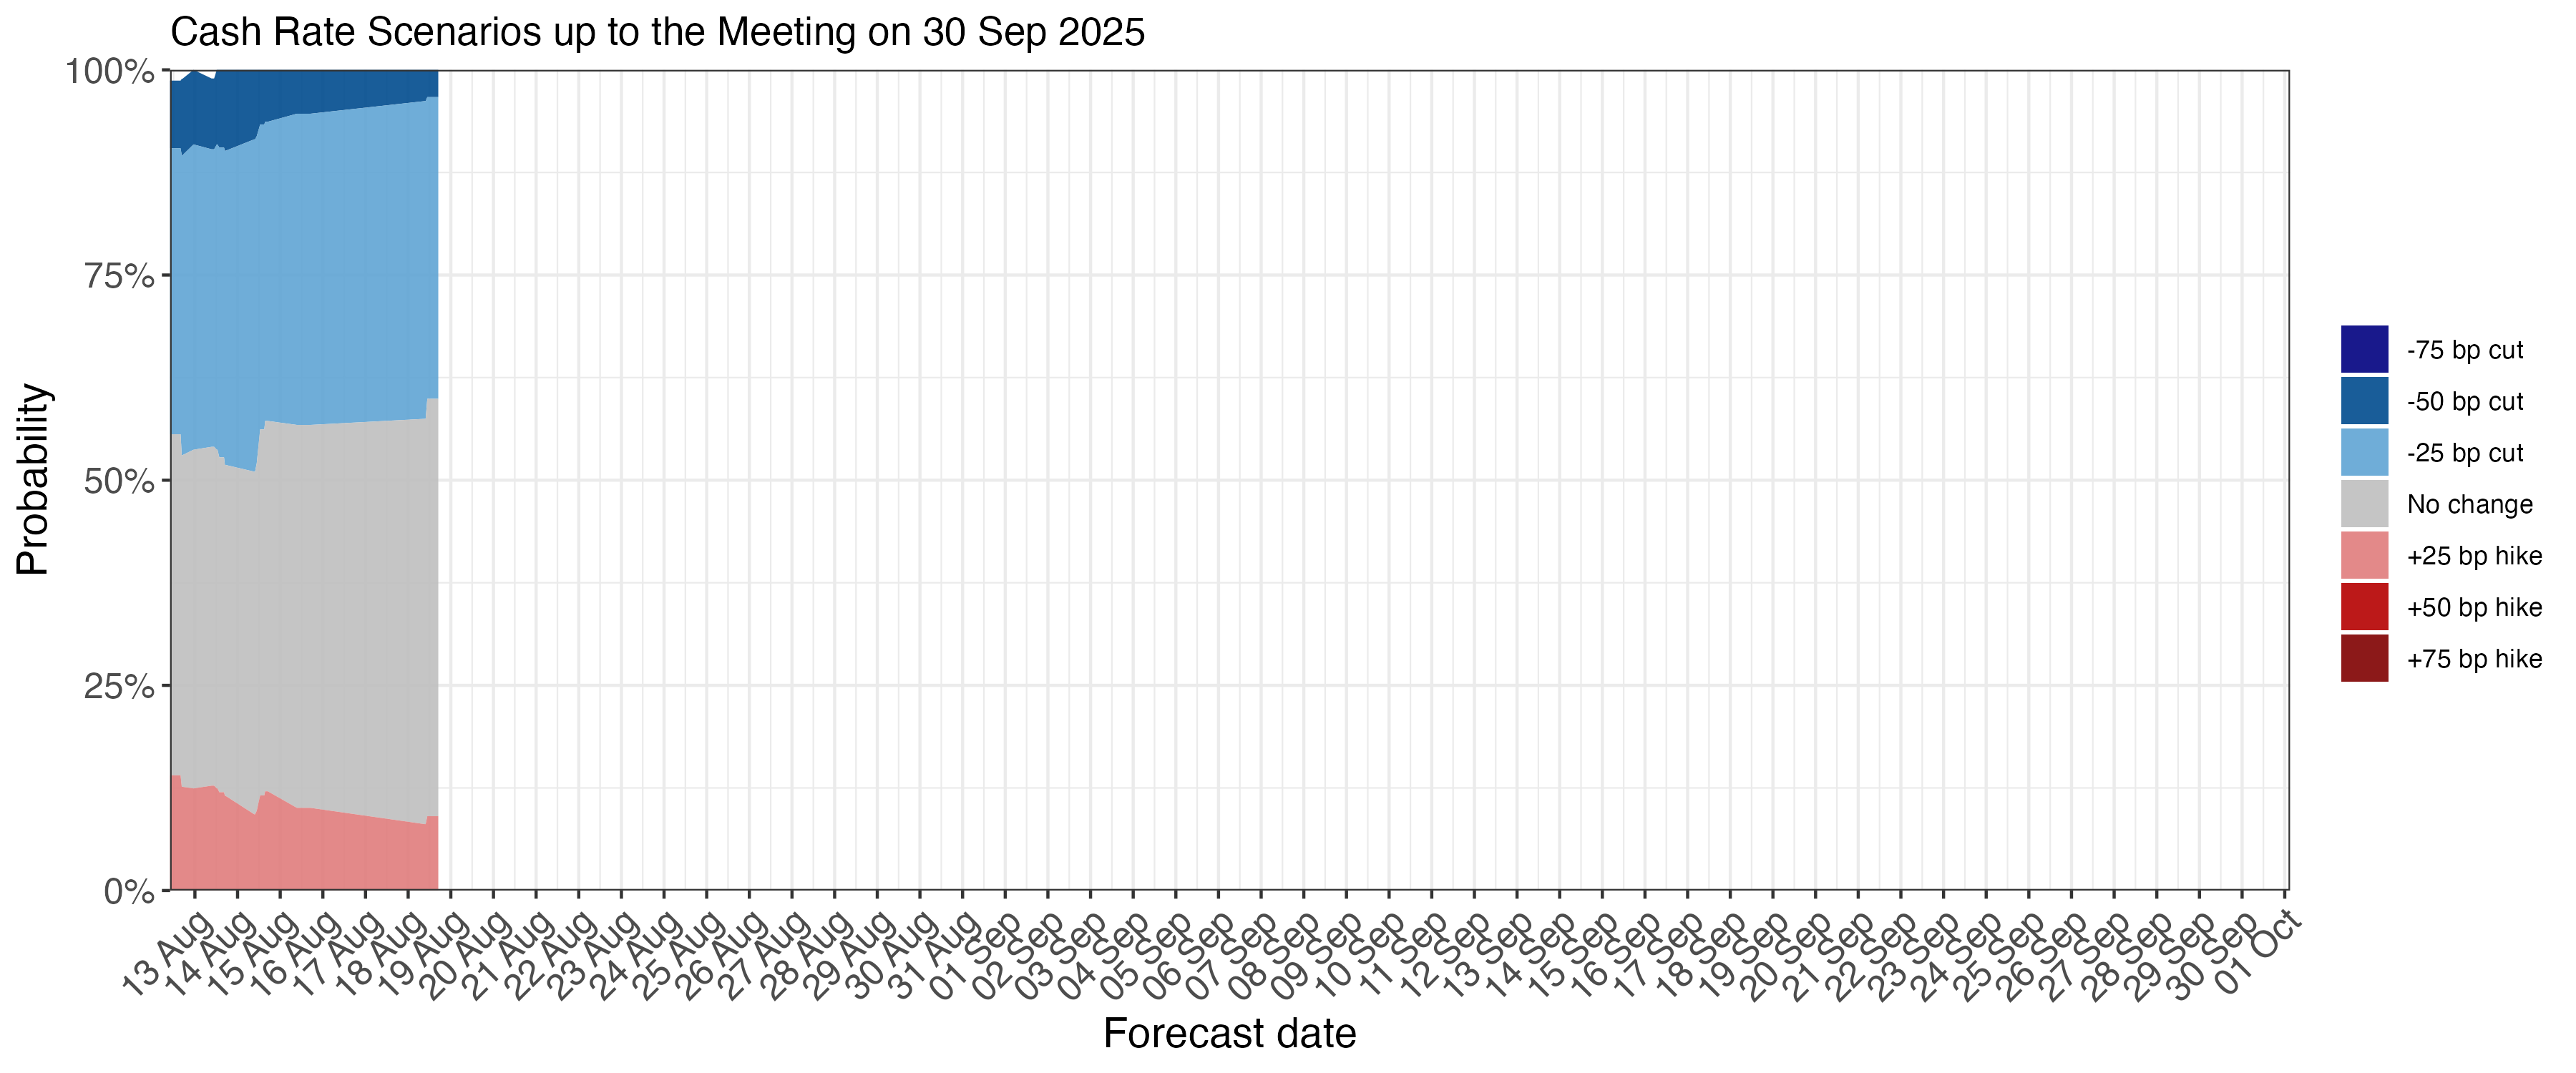 Cash Rate Scenarios up to the Meeting on 30 Sep 2025
100%
75%
50%
25%
0%
Probability
13 Aug
14 Aug
15 Aug
16 Aug
17 Aug
18 Aug
19 Aug
20 Aug
21 Aug
22 Aug
23 Aug
24 Aug
25 Aug
26 Aug
27 Aug
28 Aug
29 Aug
30 Aug
31 Aug
01 Sep
02 Sep
03 Sep
04 Sep
05 Sep
06 Sep
07 Sep
08 Sep
09 Sep
10 Sep
11 Sep
12 Sep
13 Sep
14 Sep
15 Sep
16 Sep
17 Sep
18 Sep
19 Sep
20 Sep
21 Sep
22 Sep
23 Sep
24 Sep
25 Sep
26 Sep
27 Sep
28 Sep
29 Sep
30 Sep
01 Oct
Forecast date
-75 bp cut
-50 bp cut
-25 bp cut
No change
+25 bp hike
+50 bp hike
+75 bp hike